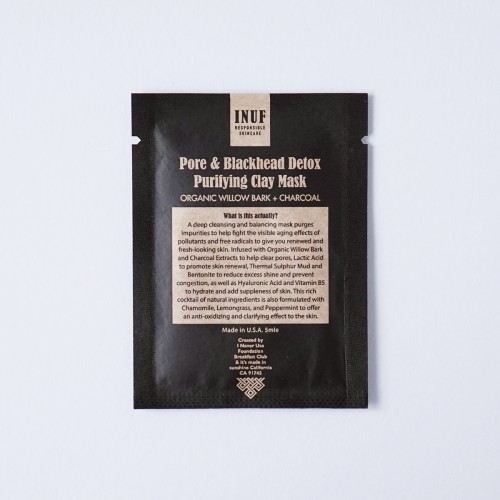 INUF
RESPONSIBLE
SKINCARE
Pore & Blackhead Detox
Purifying Clay Mask
ORGANIC WILLOW BARK + CHARCOAL
What is this actually?
A deep cleansing and balancing mask purges
impurities to help fight the visible aging effects of
pollutants and free radicals to give you renewed and
fresh-looking skin. Infused with Organic Willow Bark
and Charcoal Extracts to help clear pores, Lactic Acid
to promote skin renewal, Thermal Sulphur Mud and
Bentonite to reduce excess shine and prevent
congestion, as well as Hyaluronic Acid and Vitamin B5
to hydrate and add suppleness of skin. This rich
cocktail of natural ingredients is also formulated with
Chamomile, Lemongrass, and Peppermint to offer
an anti-oxidizing and clarifying effect to the skin.
Made in U.S.A. Smile
Created by
I Never Use
Foundation
Breakfast Club
& it's made in
sunshine California
CA 91745